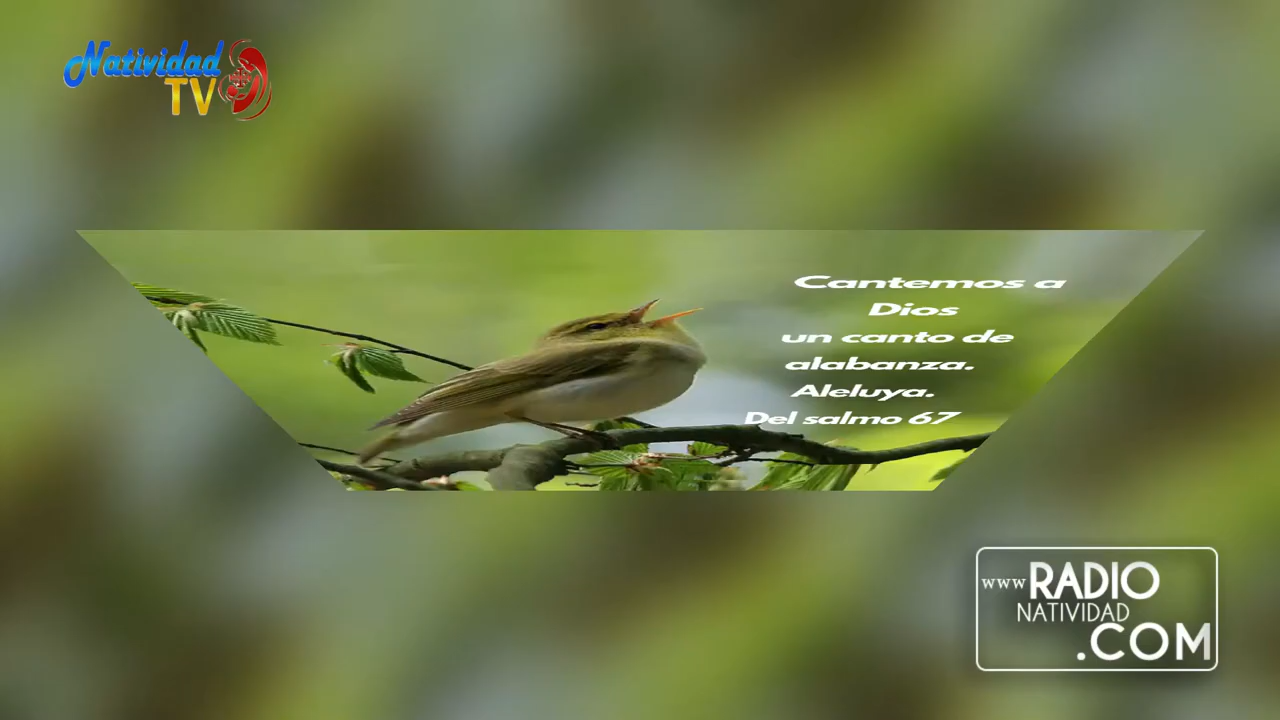 Natividad
TV
Cantemos a
Dios
un canto de
alabanza.
Aleluya.
Del salmo 67
www RADIO
NATIVIDAD
.COM